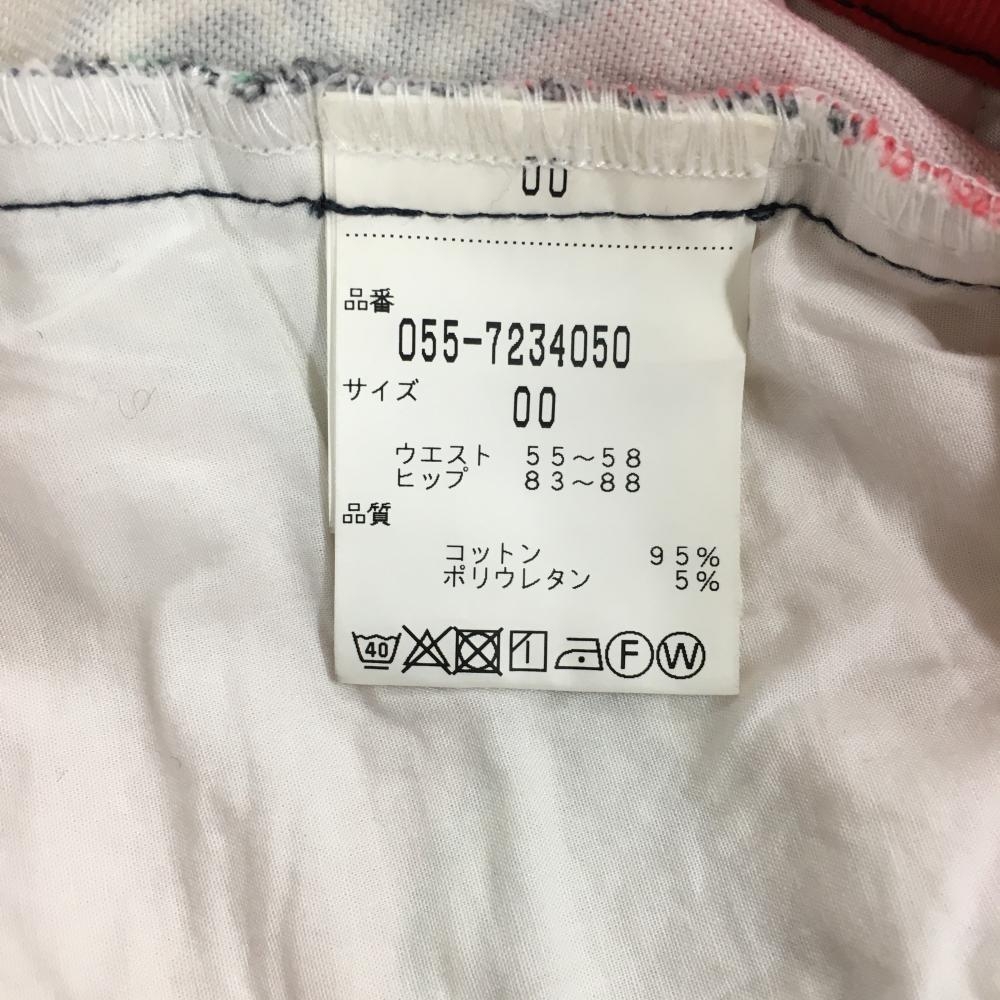 00
品番
055-7234050
サイズ
00
ウエスト 55～58
ヒップ 83～88
品質
コットン 95%
ポリウレタン 5%
40 F W